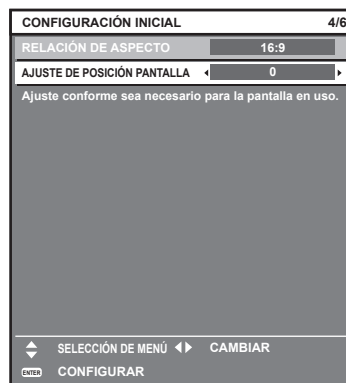 CONFIGURACIÓN INICIAL 4/6
RELACIÓN DE ASPECTO 16:9
AJUSTE DE POSICIÓN PANTALLA 0
Ajuste conforme sea necesario para la pantalla en uso.
SELECCIÓN DE MENÚ CAMBIAR
ENTER CONFIGURAR